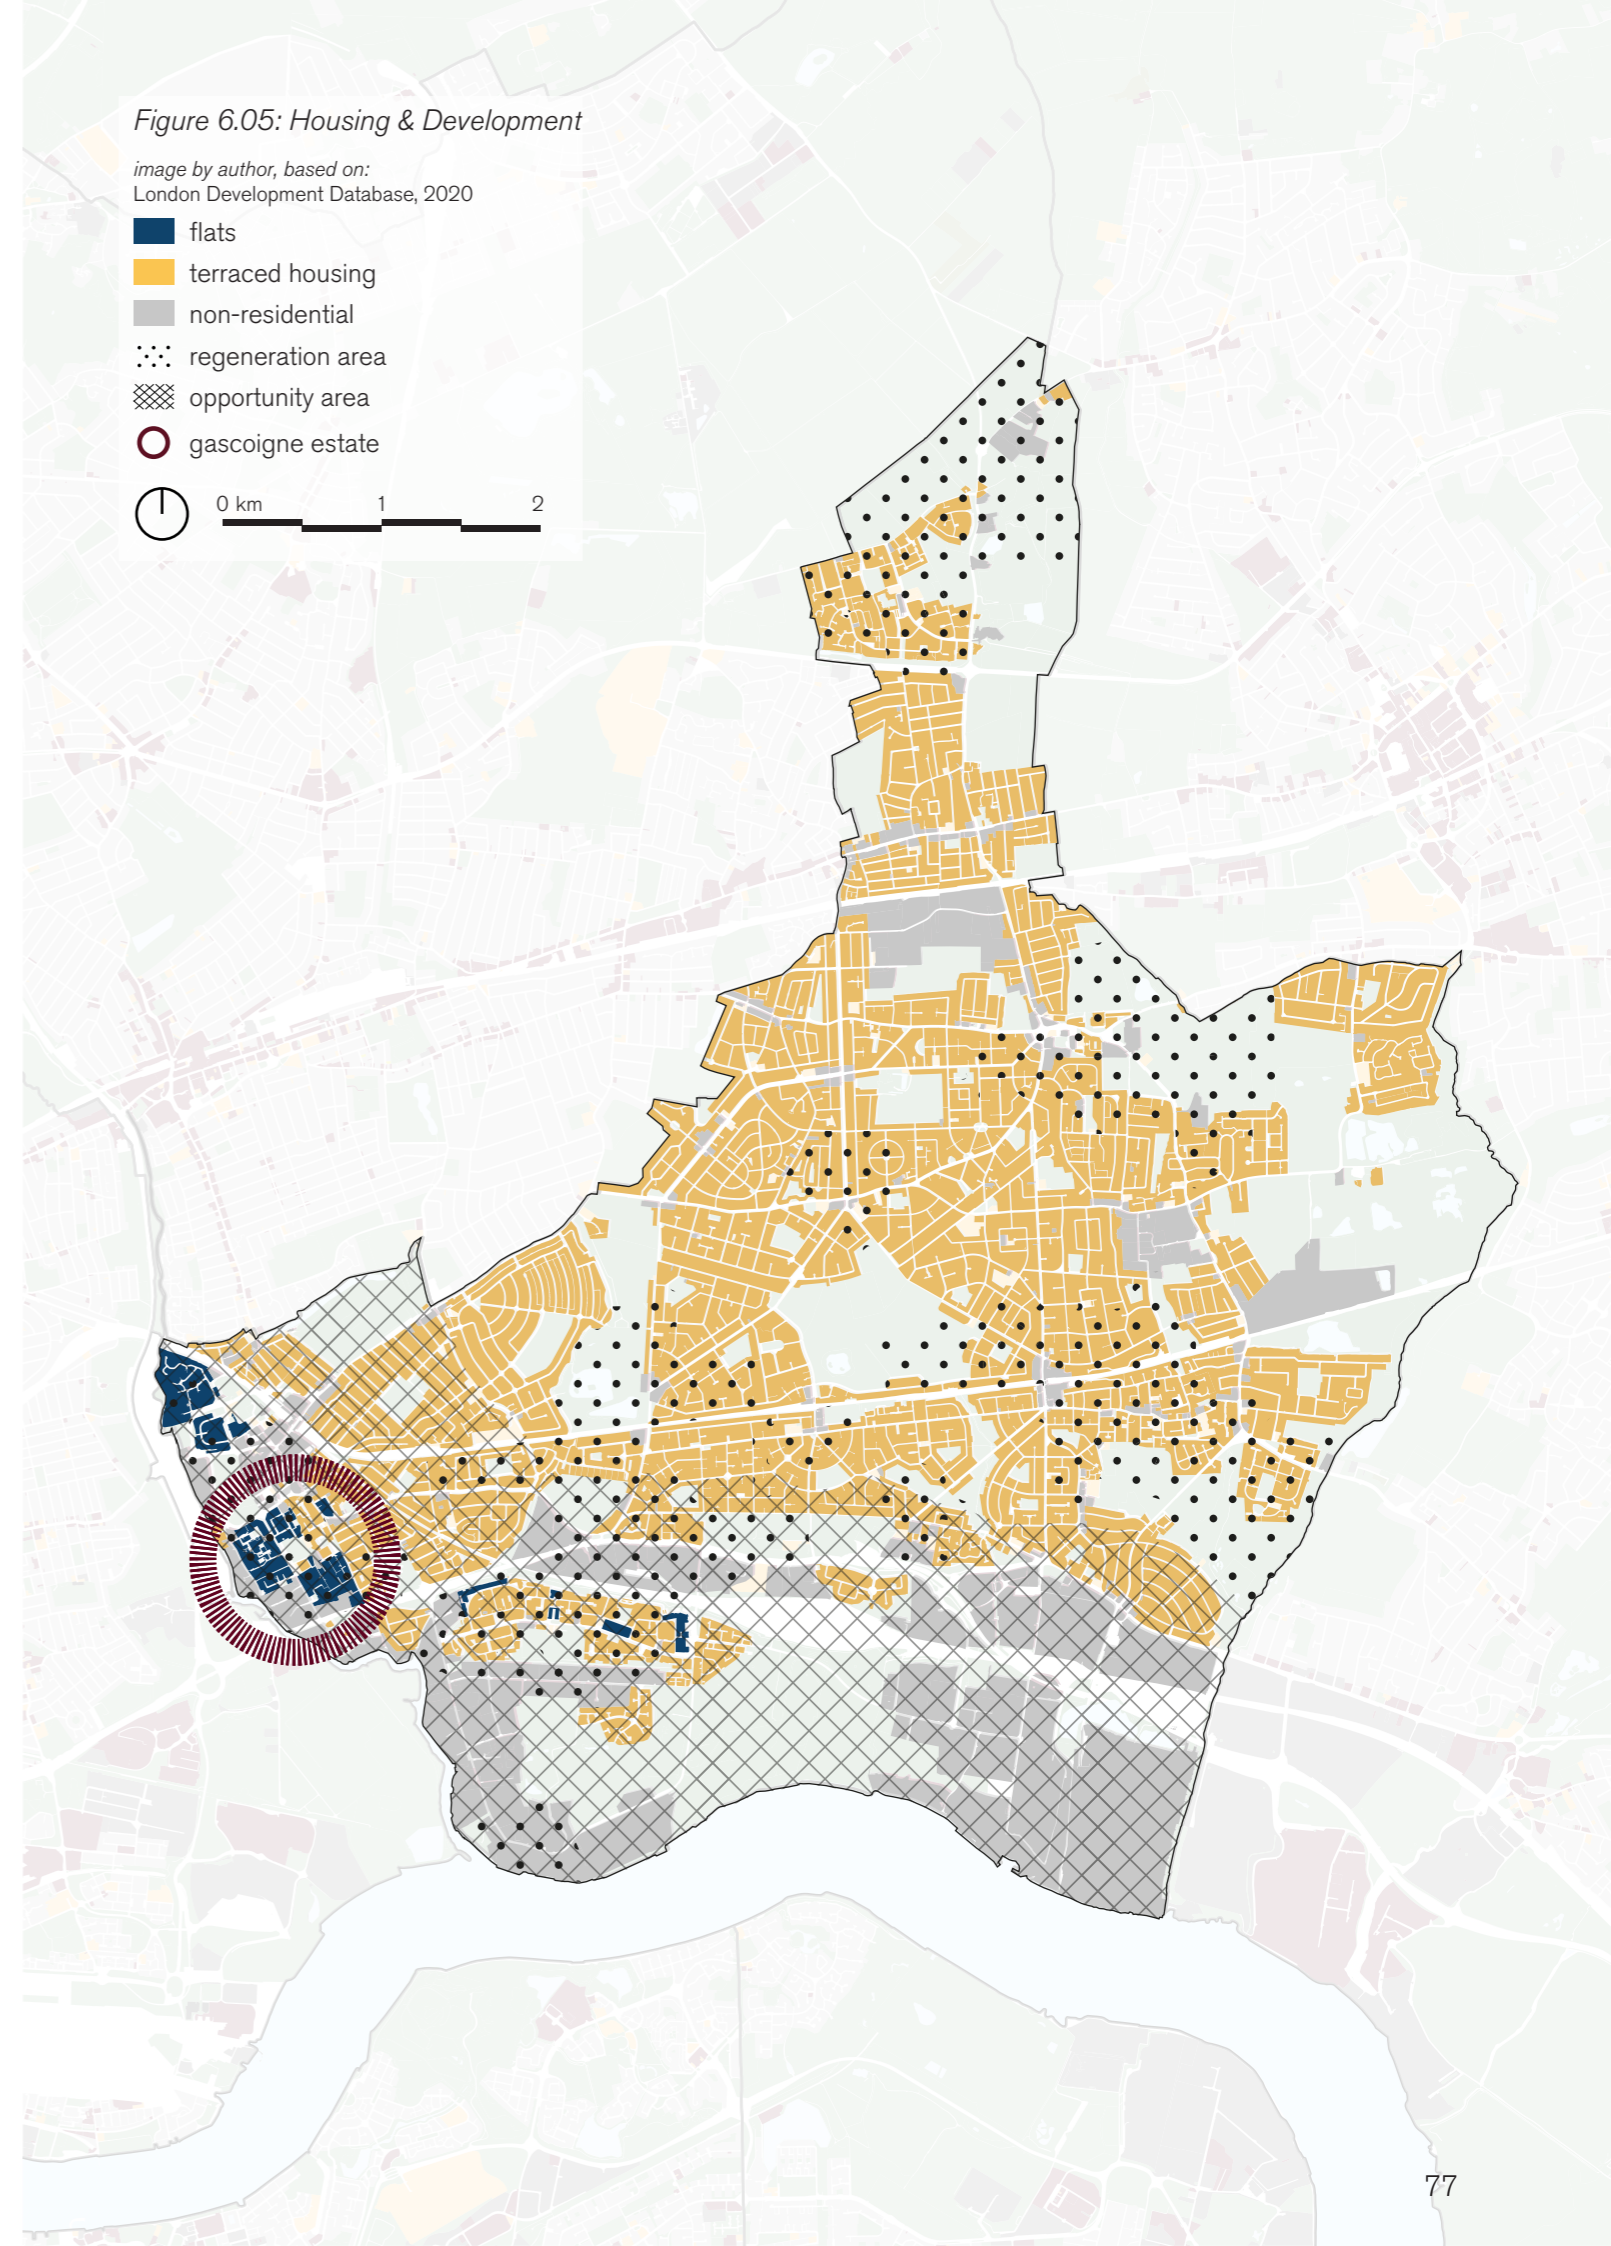 Figure 6.05: Housing & Development
image by author, based on:
London Development Database, 2020
flats
terraced housing
non-residential
regeneration area
opportunity area
gascoigne estate
0 km 1 2
77